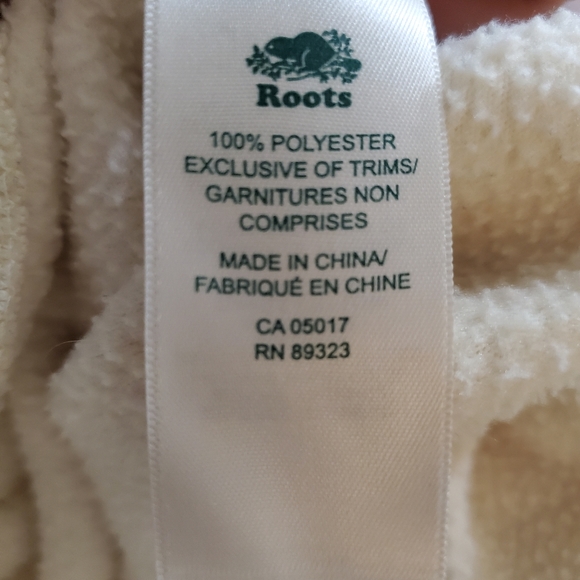 Roots
100% POLYESTER
EXCLUSIVE OF TRIMS/
GARNITURES NON
COMPRISES
MADE IN CHINA/
FABRIQUÉ EN CHINE
CA 05017
RN 89323